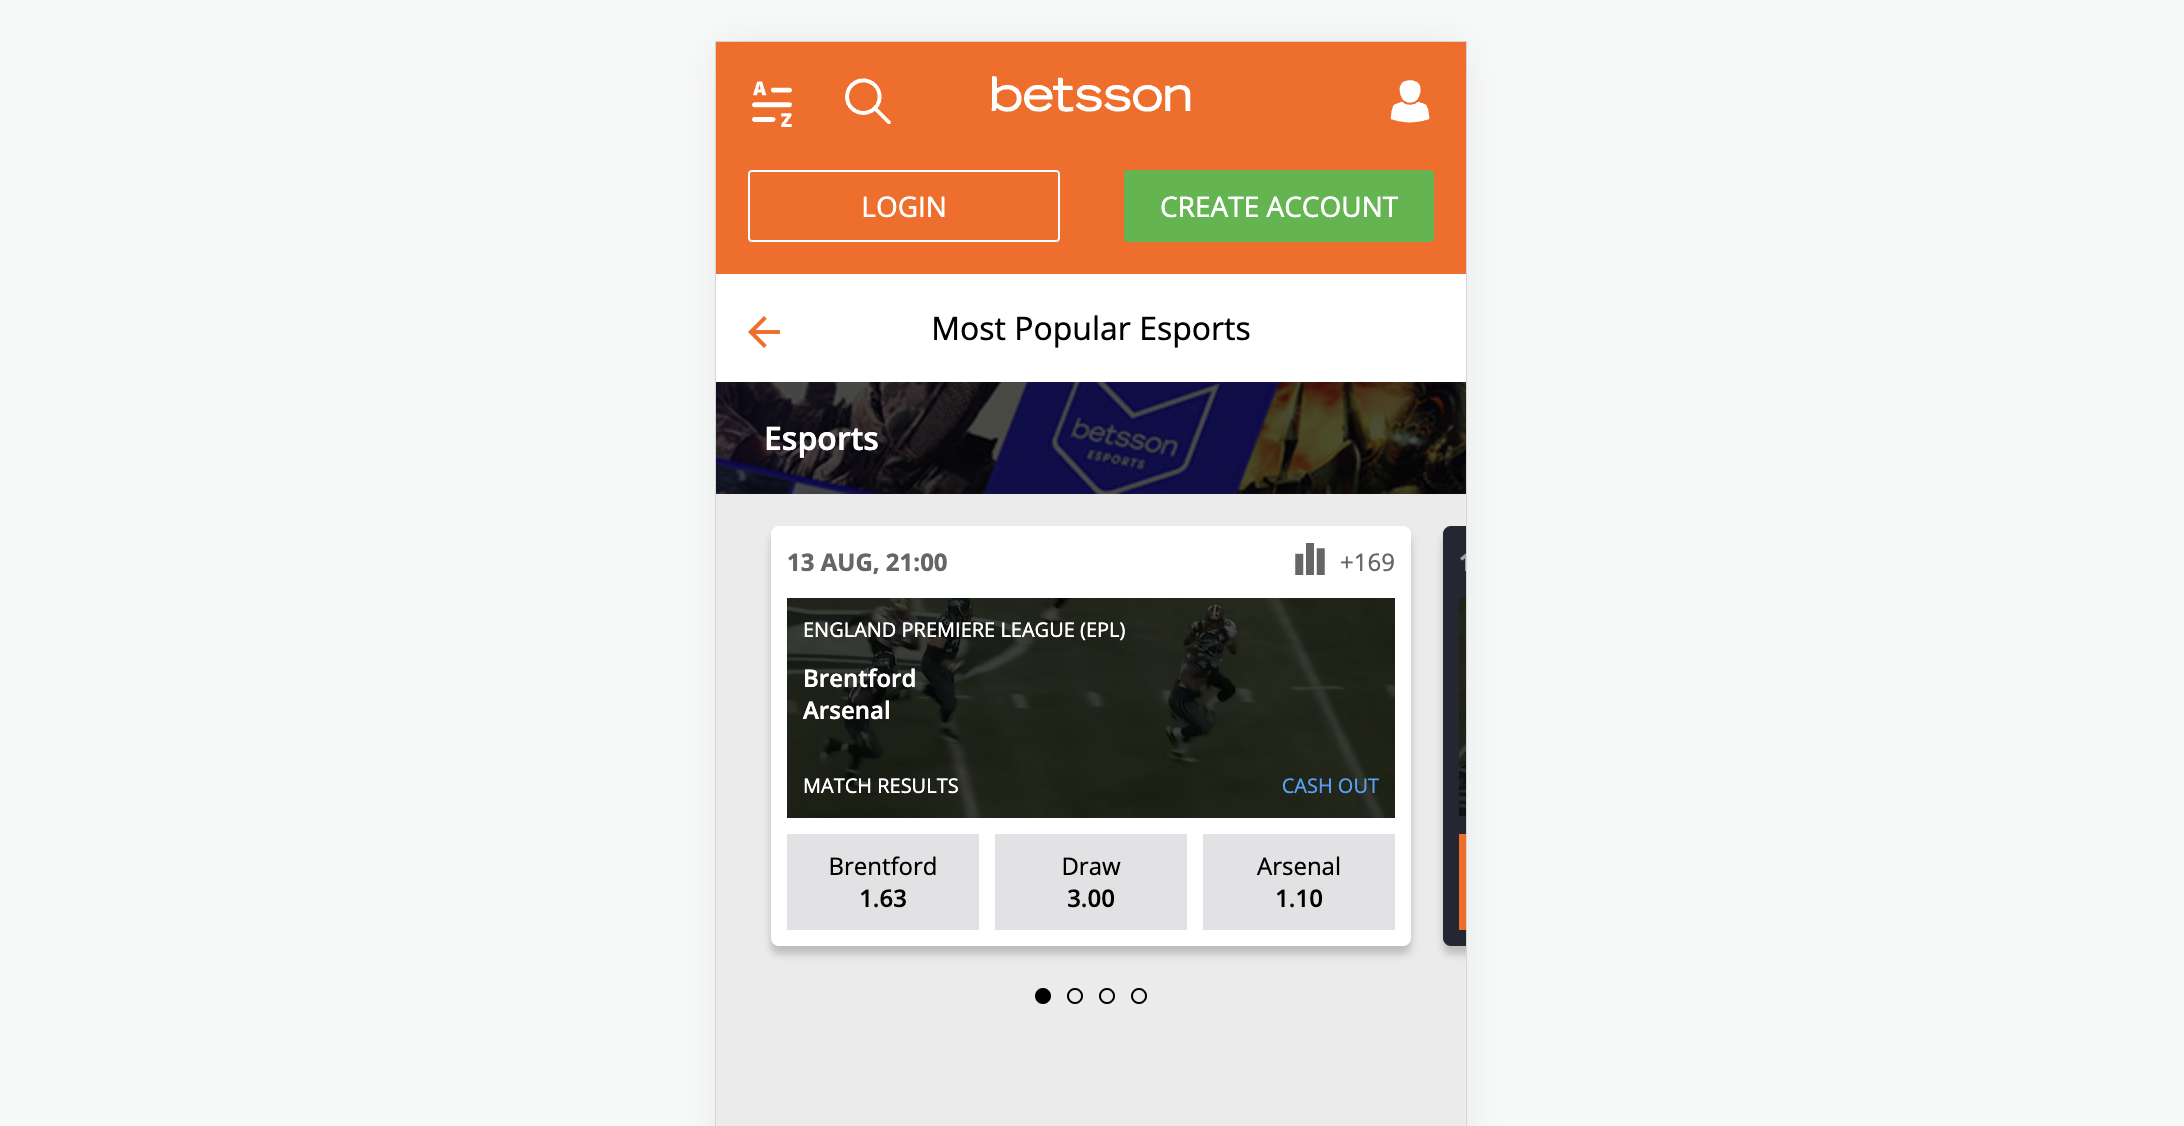 A
Z
betsson
LOGIN
CREATE ACCOUNT
Most Popular Esports
Esports
betsson
ESPORTS
13 AUG, 21:00
+169
ENGLAND PREMIERE LEAGUE (EPL)
Brentford
Arsenal
MATCH RESULTS
CASH OUT
Brentford
Draw
Arsenal
1.63
3.00
1.10